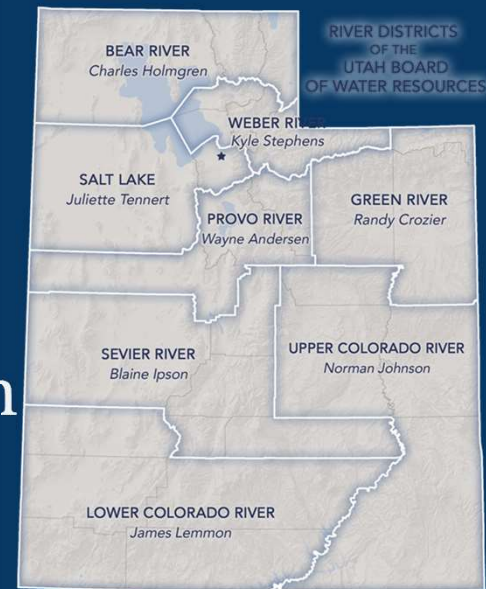 RIVER DISTRICTS
OF THE
UTAH BOARD
OF WATER RESOURCES
BEAR RIVER
Charles Holmgren
WEBER RIVER
Kyle Stephens
SALT LAKE
Juliette Tennert
PROVO RIVER
Wayne Andersen
GREEN RIVER
Randy Crozier
SEVIER RIVER
Blaine Ipson
UPPER COLORADO RIVER
Norman Johnson
LOWER COLORADO RIVER
James Lemmon